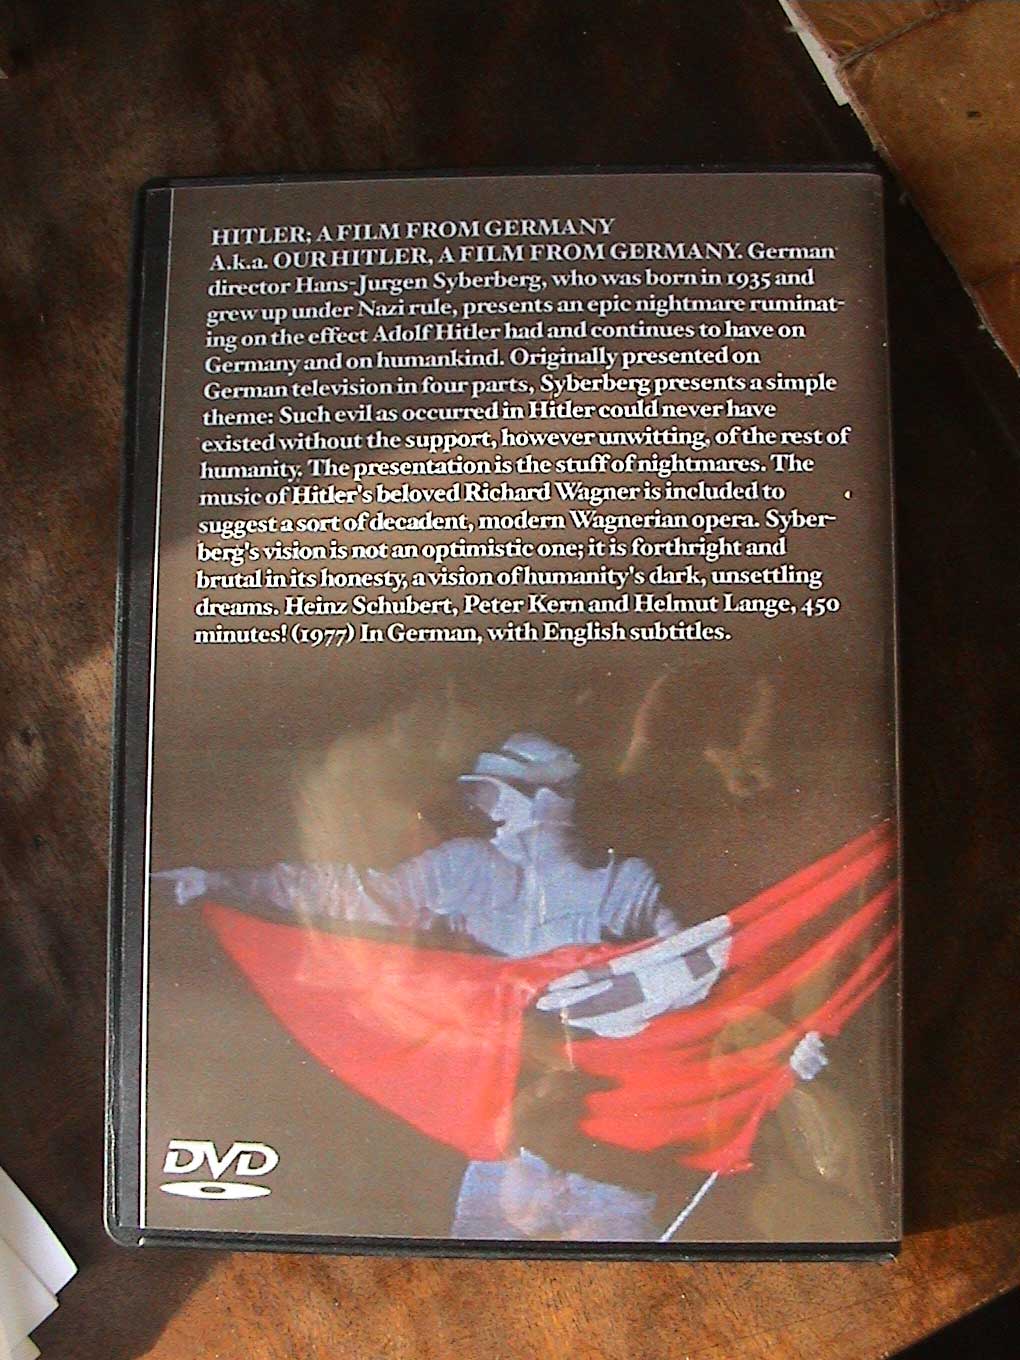 HITLER; A FILM FROM GERMANY
A.k.a. OUR HITLER, A FILM FROM GERMANY. German
director Hans-Jurgen Syberberg, who was born in 1935 and
grew up under Nazi rule, presents an epic nightmare ruminat-
ing on the effect Adolf Hitler had and continues to have on
Germany and on humankind. Originally presented on
German television in four parts, Syberberg presents a simple
theme: Such evil as occurred in Hitler could never have
existed without the support, however unwitting, of the rest of
humanity. The presentation is the stuff of nightmares. The
music of Hitler's beloved Richard Wagner is included to
suggest a sort of decadent, modern Wagnerian opera. Syber-
berg's vision is not an optimistic one; it is forthright and
brutal in its honesty, a vision of humanity's dark, unsettling
dreams. Heinz Schubert, Peter Kern and Helmut Lange, 450
minutes! (1977) In German, with English subtitles.
DVD